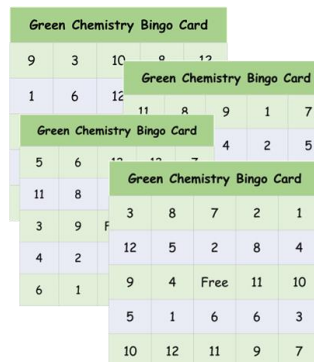 Green Chemistry Bingo Card
9 3 10
1 6 12
Green Chemistry Bingo Card
11 8 9 1 7
4 2 5
Green Chemistry Bingo Card
5 6
11 8
3 9
4 2
6 1
Green Chemistry Bingo Card
3 8 7 2 1
12 5 2 8 4
9 4 Free 11 10
5 1 6 6 3
10 12 11 9 7